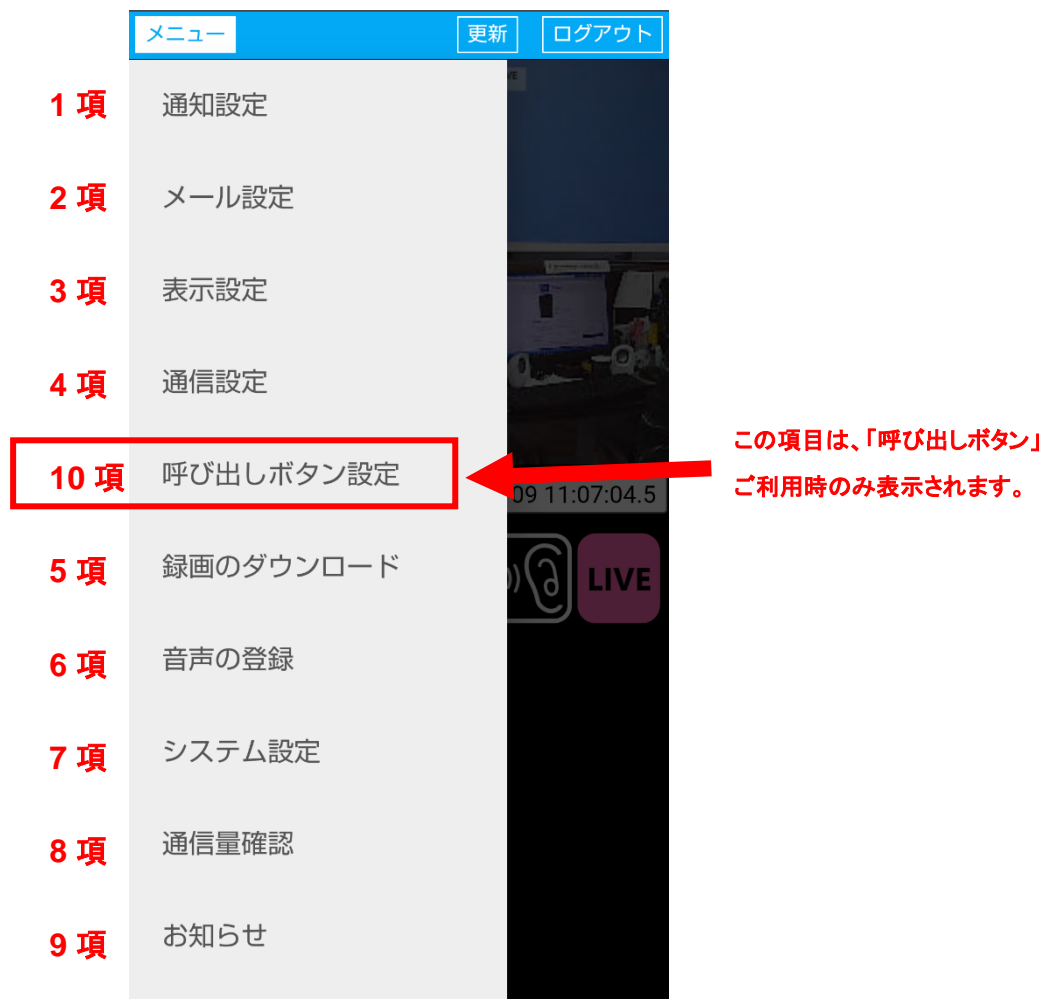 メニュー 更新 ログアウト
1 項 通知設定
2 項 メール設定
3 項 表示設定
4 項 通信設定
10 項 呼び出しボタン設定
この項目は、「呼び出しボタン」
ご利用時のみ表示されます。
09 11:07:04.5
5 項 録画のダウンロード
LIVE
6 項 音声の登録
7 項 システム設定
8 項 通信量確認
9 項 お知らせ